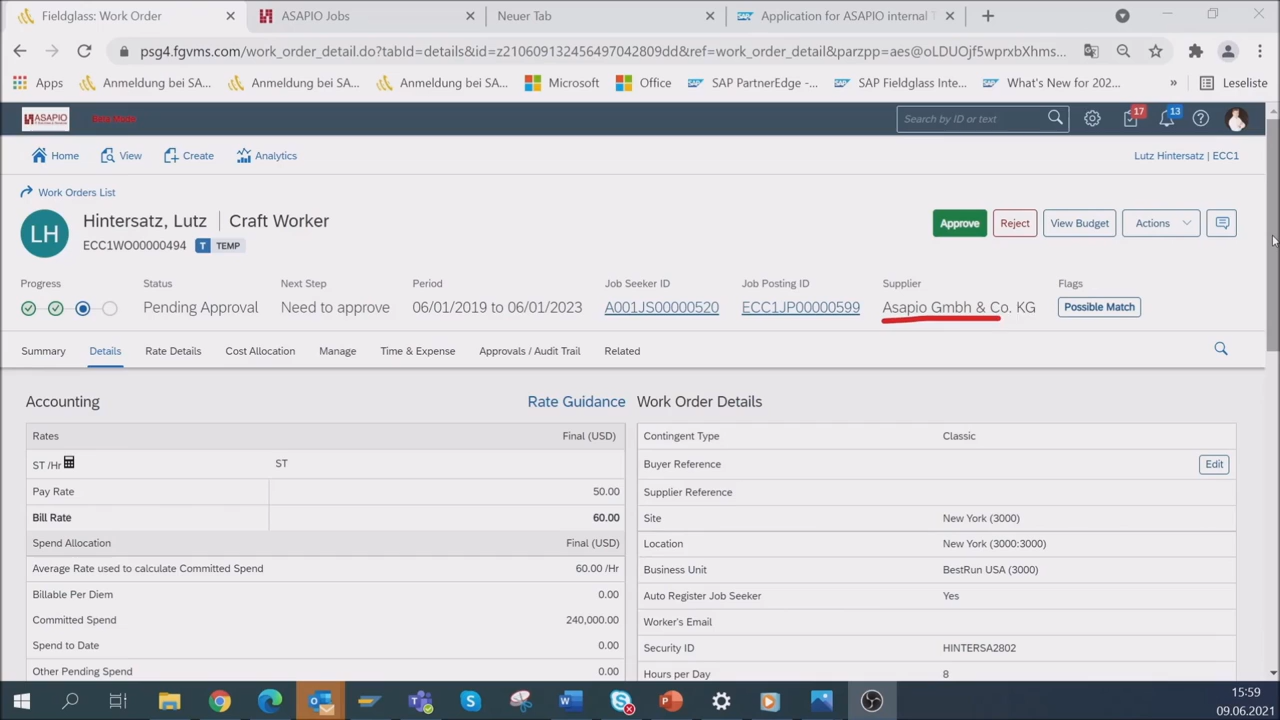 Fieldglass: Work Order
ASAPIO Jobs
Neuer Tab
Application for ASAPIO internal T
psg4.fgvms.com/work_order_detail.do?tabId=details&id=z210609132456497042809dd&ref=work_order_detail&parzpp=aes@oLDUOjf5wprxbXhms...
Apps
Anmeldung bei SA...
Anmeldung bei SA...
Anmeldung bei SA...
Microsoft
Office
SAP PartnerEdge -...
SAP Fieldglass Inte...
What's New for 202...
»
Leseliste
ASAPIO
Search by ID or text
17
13
Home
View
Create
Analytics
Lutz Hintersatz | ECC1
Work Orders List
LH
Hintersatz, Lutz
Craft Worker
ECC1WO00000494
T TEMP
Approve
Reject
View Budget
Actions
Progress
Status
Pending Approval
Next Step
Need to approve
Period
06/01/2019 to 06/01/2023
Job Seeker ID
A001JS00000520
Job Posting ID
ECC1JP00000599
Supplier
Asapio Gmbh & Co. KG
Flags
Possible Match
Summary
Details
Rate Details
Cost Allocation
Manage
Time & Expense
Approvals / Audit Trail
Related
Accounting
Rate Guidance
Rates Final (USD)
ST /Hr ST
Pay Rate 50.00
Bill Rate 60.00
Spend Allocation Final (USD)
Average Rate used to calculate Committed Spend 60.00 /Hr
Billable Per Diem 0.00
Committed Spend 240,000.00
Spend to Date 0.00
Other Pending Spend 0.00
Work Order Details
Contingent Type Classic
Buyer Reference Edit
Supplier Reference
Site New York (3000)
Location New York (3000:3000)
Business Unit BestRun USA (3000)
Auto Register Job Seeker Yes
Worker's Email
Security ID HINTERSA2802
Hours per Day 8
15:59
09.06.2021